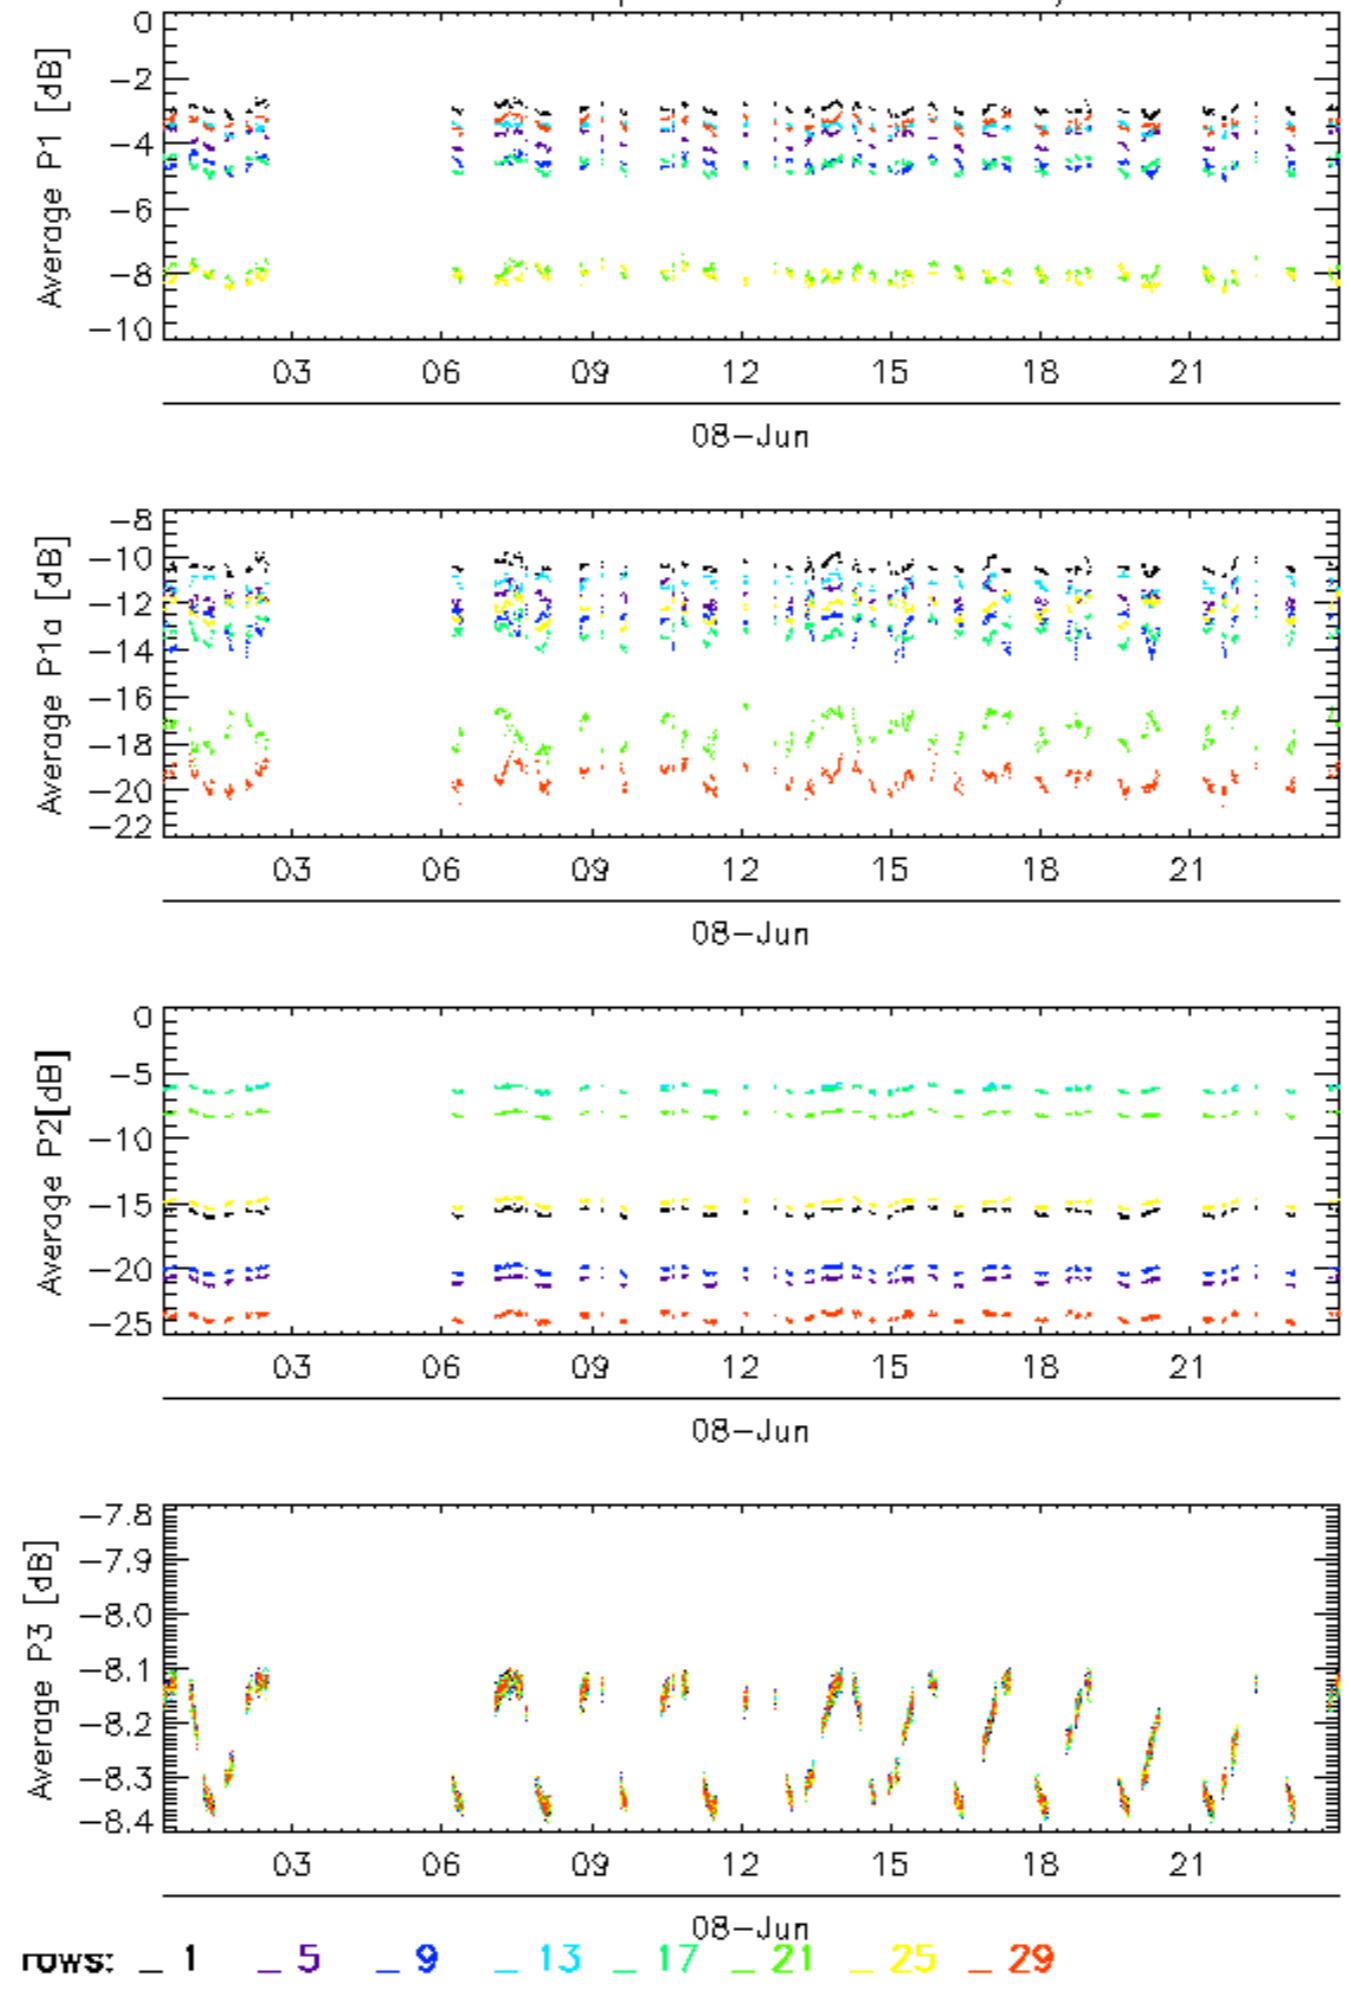 0
-2
-4
-6
-8
-10
Average P1 [dB]
03 06 09 12 15 18 21
08-Jun
-8
-10
-12
-14
-16
-18
-20
-22
Average P1a [dB]
03 06 09 12 15 18 21
08-Jun
0
-5
-10
-15
-20
-25
Average P2[dB]
03 06 09 12 15 18 21
08-Jun
-7.8
-7.9
-8.0
-8.1
-8.2
-8.3
-8.4
Average P3 [dB]
03 06 09 12 15 18 21
08-Jun
rows: _ 1 _ 5 _ 9 _ 13 _ 17 _ 21 _ 25 _ 29